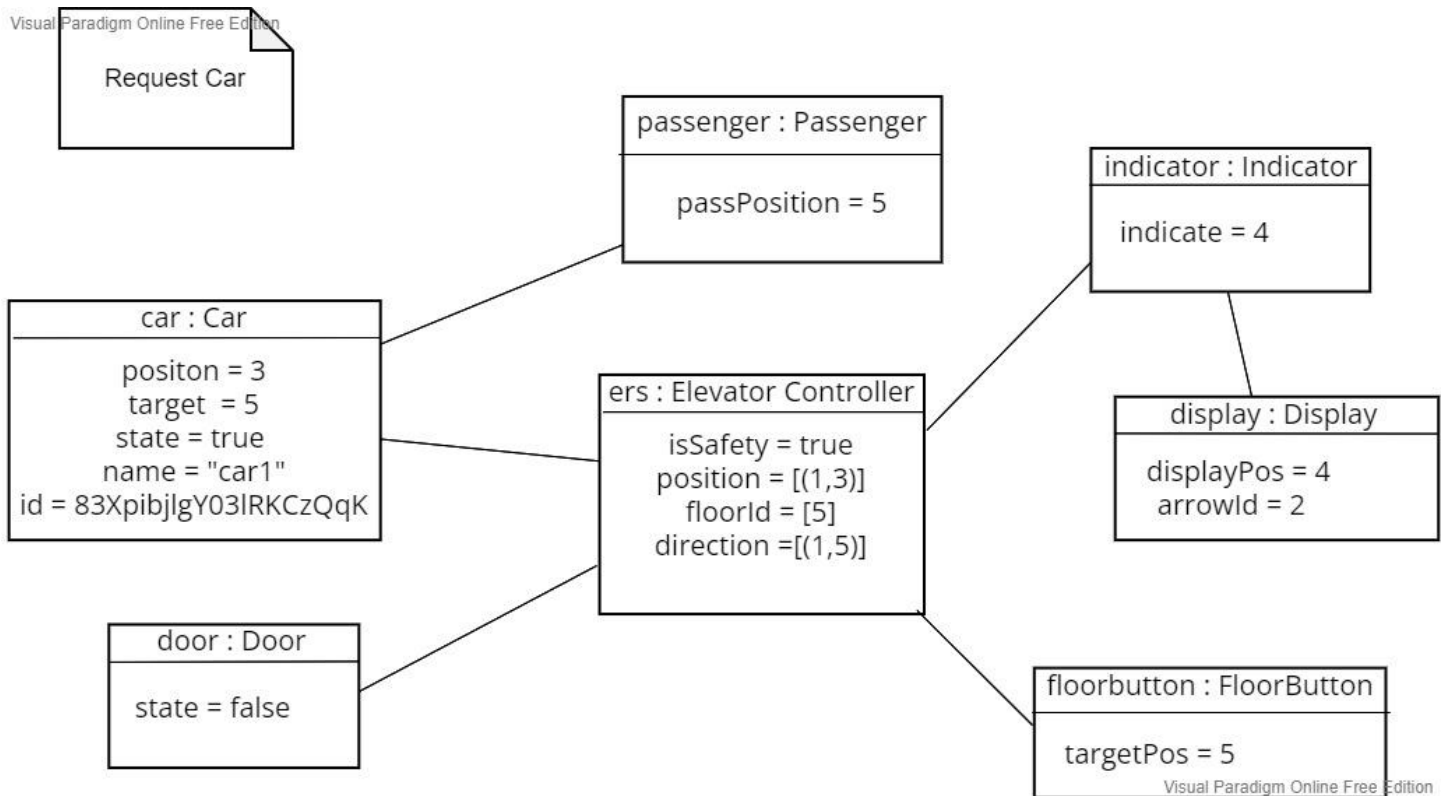 Visual Paradigm Online Free Edition
Request Car
passenger : Passenger
passPosition = 5
indicator : Indicator
indicate = 4
car : Car
positon = 3
target = 5
state = true
name = "car1"
id = 83XpibjlgY03lRKCzQqK
ers : Elevator Controller
isSafety = true
position = [(1,3)]
floorId = [5]
direction =[(1,5)]
display : Display
displayPos = 4
arrowId = 2
door : Door
state = false
floorbutton : FloorButton
targetPos = 5
Visual Paradigm Online Free Edition